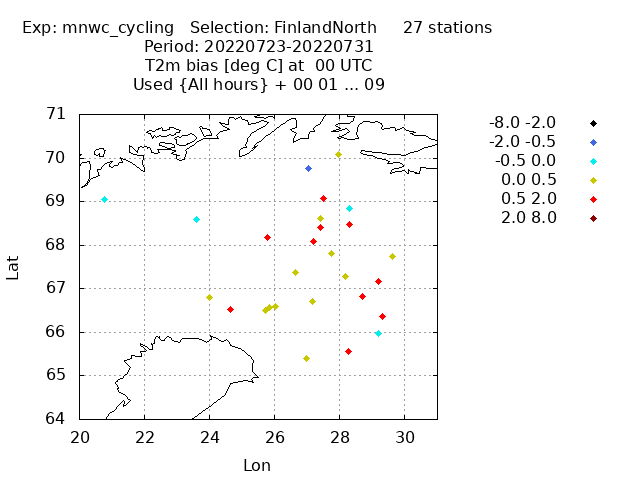 Exp: mnwc_cycling   Selection: FinlandNorth     27 stations
Period: 20220723-20220731
T2m bias [deg C] at  00 UTC
Used {All hours} + 00 01 ... 09
71
70
69
68
67
66
65
64
20 22 24 26 28 30
Lat
Lon
-8.0 -2.0
-2.0 -0.5
-0.5 0.0
0.0 0.5
0.5 2.0
2.0 8.0